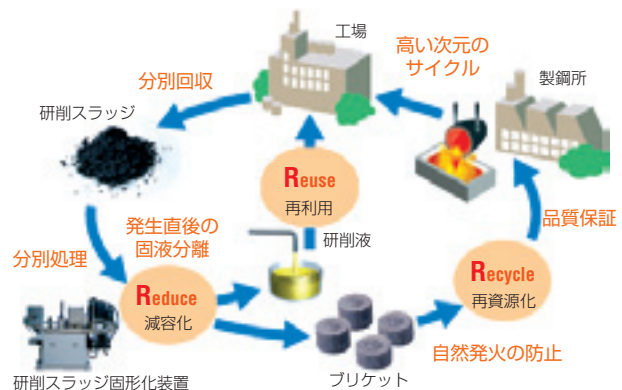 工場
高い次元の
サイクル
製鋼所
分別回収
研削スラッジ
Reuse
再利用
研削液
品質保証
発生直後の
固液分離
分別処理
Reduce
減容化
Recycle
再資源化
自然発火の防止
研削スラッジ固形化装置
ブリケット